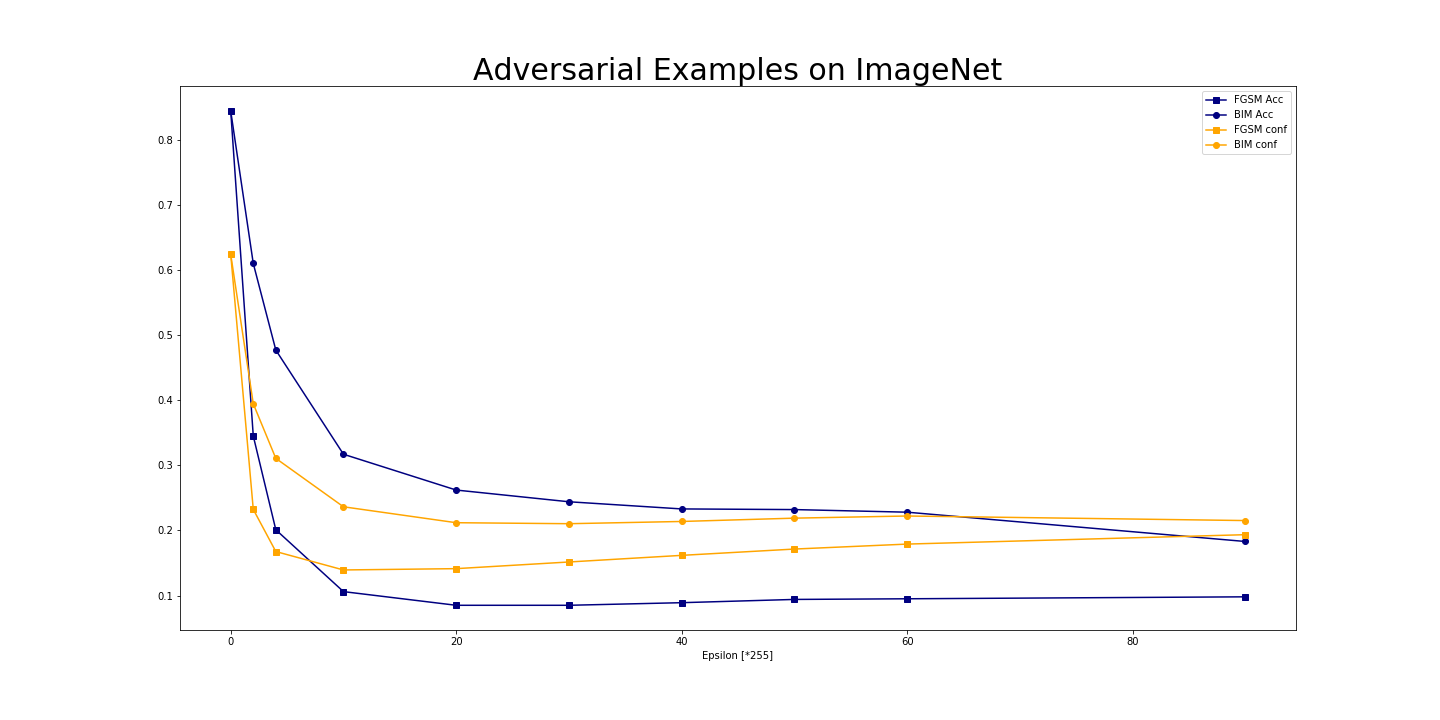 Adversarial Examples on ImageNet
FGSM Acc
BIM Acc
FGSM conf
BIM conf
0.8
0.7
0.6
0.5
0.4
0.3
0.2
0.1
0 20 40 60 80
Epsilon [*255]